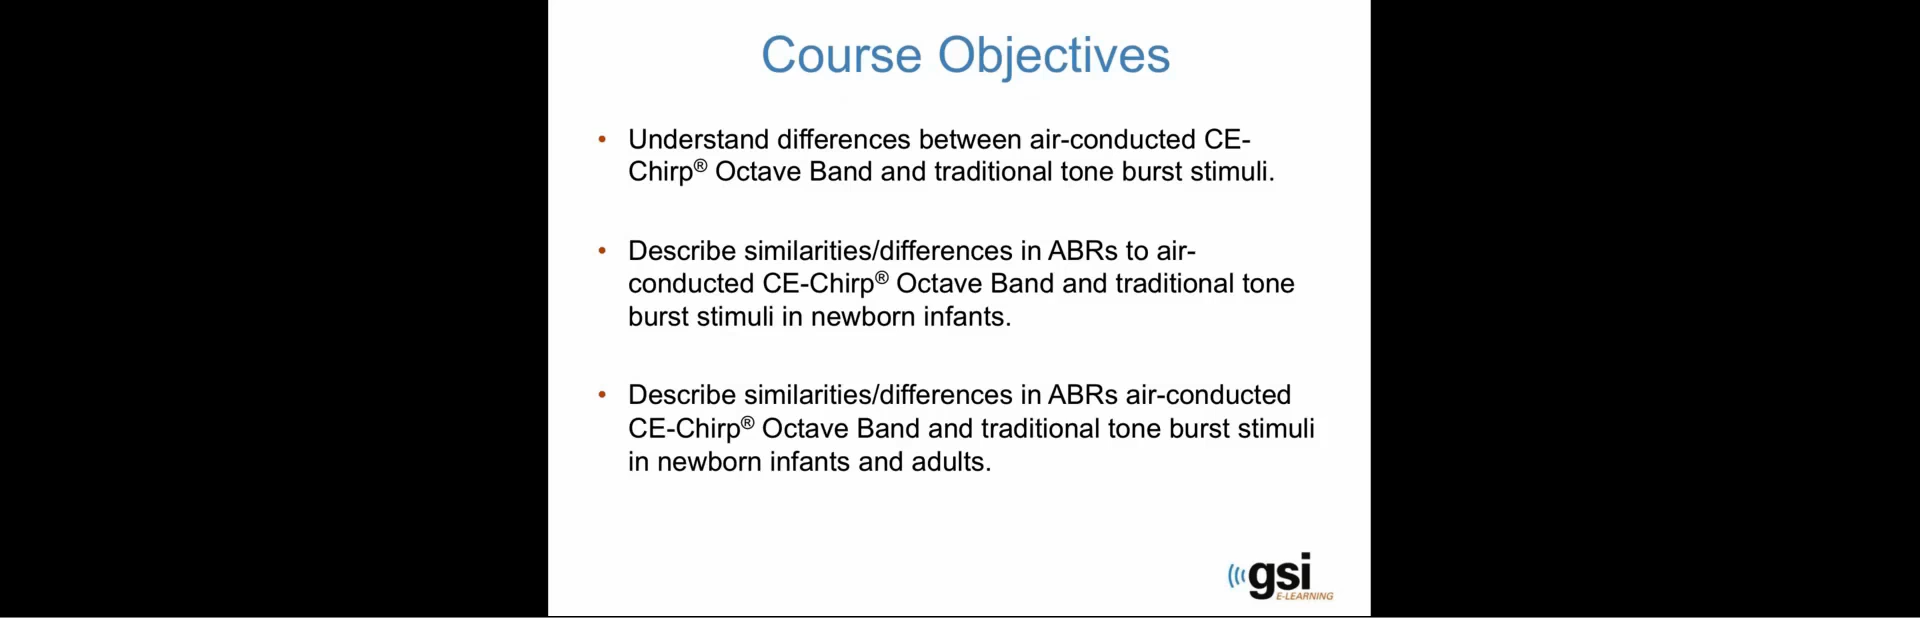 Course Objectives
• Understand differences between air-conducted CE-
Chirp® Octave Band and traditional tone burst stimuli.
• Describe similarities/differences in ABRs to air-
conducted CE-Chirp® Octave Band and traditional tone
burst stimuli in newborn infants.
• Describe similarities/differences in ABRs air-conducted
CE-Chirp® Octave Band and traditional tone burst stimuli
in newborn infants and adults.
gsi
E-LEARNING